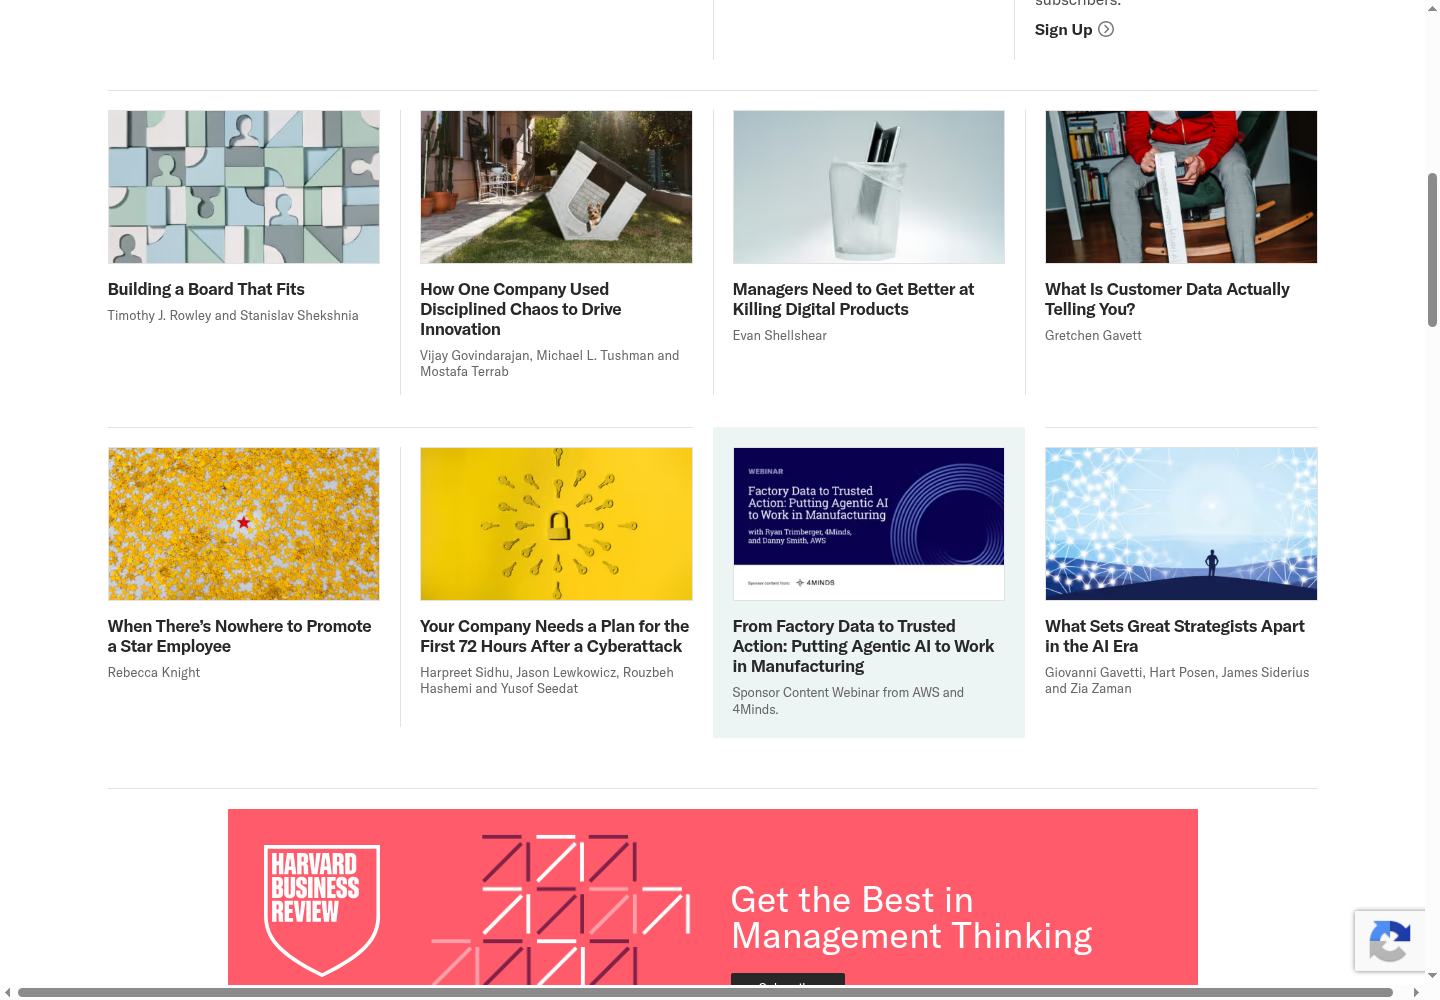 subscribers.
Sign Up
Building a Board That Fits
Timothy J. Rowley and Stanislav Shekshnia
How One Company Used
Disciplined Chaos to Drive
Innovation
Vijay Govindarajan, Michael L. Tushman and
Mostafa Terrab
Managers Need to Get Better at
Killing Digital Products
Evan Shellshear
What Is Customer Data Actually
Telling You?
Gretchen Gavett
When There’s Nowhere to Promote
a Star Employee
Rebecca Knight
Your Company Needs a Plan for the
First 72 Hours After a Cyberattack
Harpreet Sidhu, Jason Lewkowicz, Rouzbeh
Hashemi and Yusof Seedat
WEBINAR
Factory Data to Trusted
Action: Putting Agentic AI
to Work in Manufacturing
with Ryan Trimberger, 4Minds,
and Danny Smith, AWS
Sponsor content from: 4MINDS
From Factory Data to Trusted
Action: Putting Agentic AI to Work
in Manufacturing
Sponsor Content Webinar from AWS and
4Minds.
What Sets Great Strategists Apart
in the AI Era
Giovanni Gavetti, Hart Posen, James Siderius
and Zia Zaman
HARVARD
BUSINESS
REVIEW
Get the Best in
Management Thinking